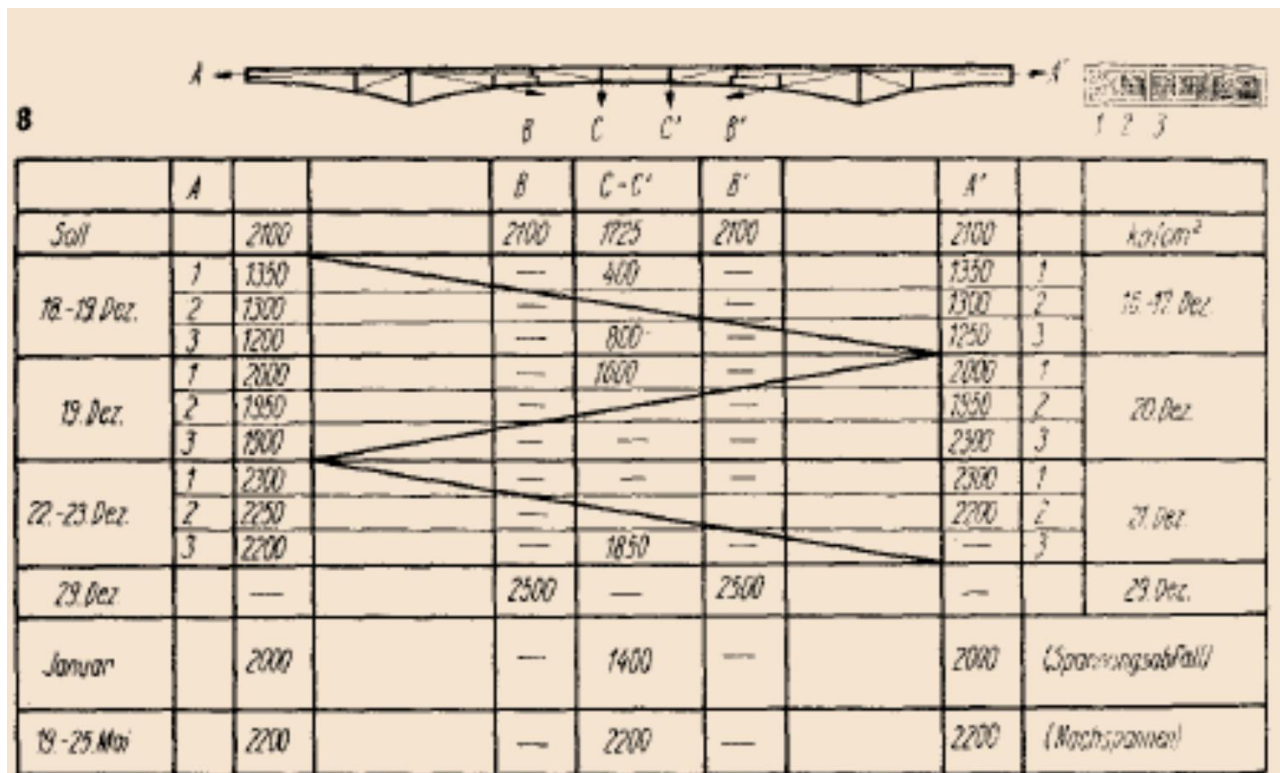 A A'
8
B C C' B' 1 2 3
A B C-C' B' A'
Soll 2100 2100 1725 2100 2100 kg/cm²
18.-19. Dez. 1 1350 — 400 — 1350 1 16.-17. Dez.
2 1300 — — 1300 2
3 1200 — 800 — 1250 3
19. Dez. 1 2000 — 1600 — 2000 1 20. Dez.
2 1950 — — 1950 2
3 1900 — — — 2300 3
22.-23. Dez. 1 2300 — — — 2300 1 21. Dez.
2 2250 — — 2200 2
3 2200 — 1850 — — 3
29. Dez. — 2500 — 2500 — 29. Dez.
Januar 2000 — 1400 — 2000 (Spannungsabfall)
19.-25. Mai 2200 — 2200 — 2200 (Nachspannen)